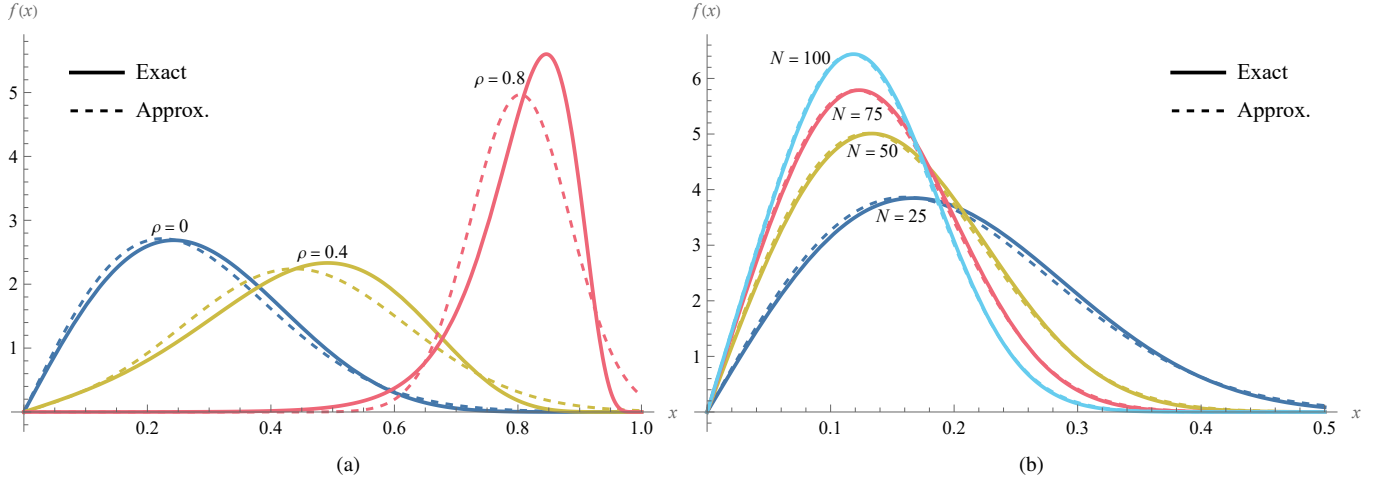 f(x)
Exact
Approx.
ρ = 0.8
ρ = 0
ρ = 0.4
5
4
3
2
1
0.2
0.4
0.6
0.8
1.0
x
(a)
f(x)
N = 100
N = 75
N = 50
N = 25
Exact
Approx.
6
5
4
3
2
1
0.1
0.2
0.3
0.4
0.5
x
(b)